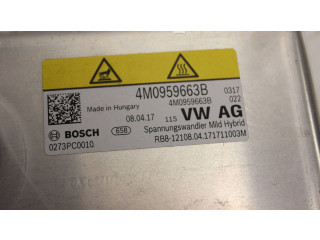 4M0959663B
0317
Made in Hungary
4M0959663B
022
08.04.17
115
VW AG
BOSCH
658
Spannungswandler Mild Hybrid
0273PC0010
RB8-12108.04.171711003M